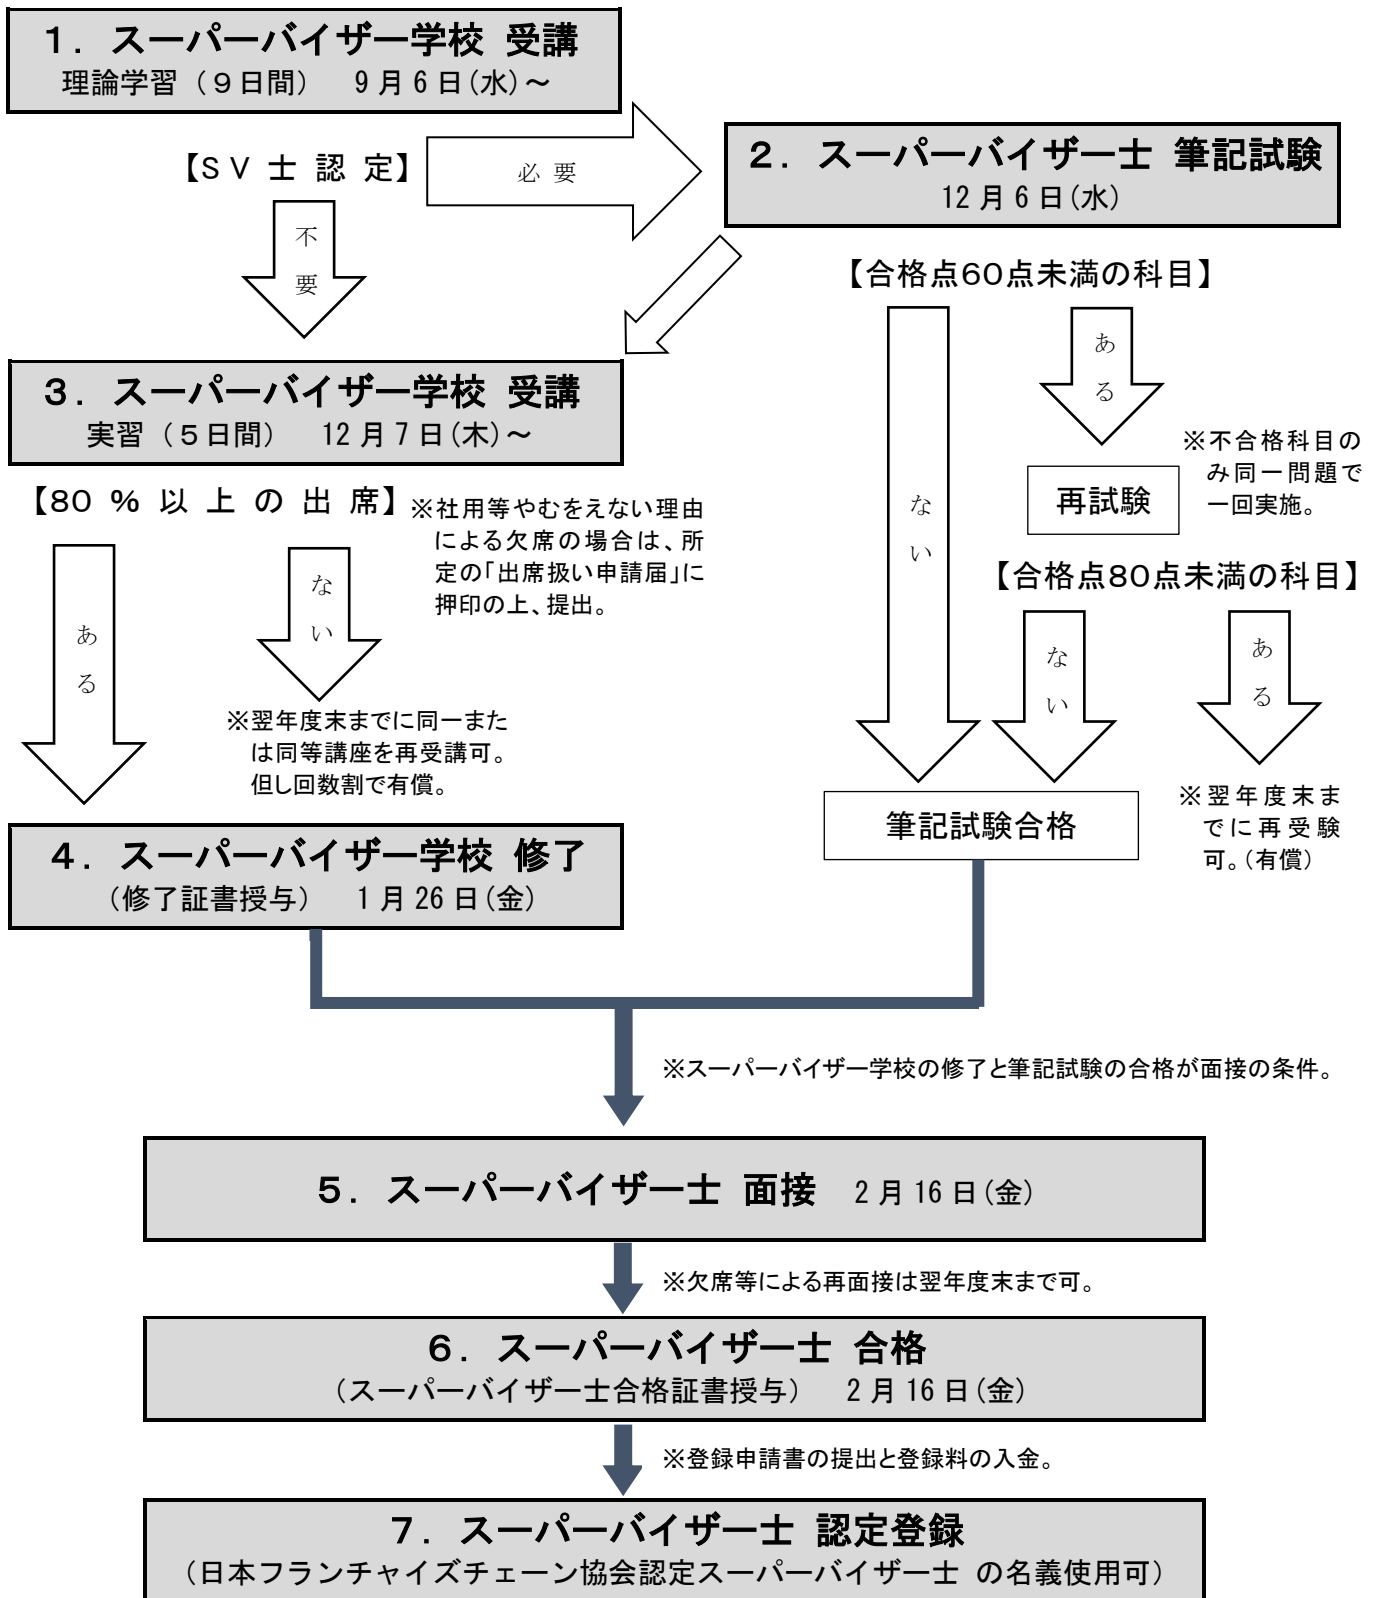 １．スーパーバイザー学校 受講
理論学習（９日間）　9月6日(水)～
【ＳＶ士認定】
必要
不要
２．スーパーバイザー士 筆記試験
12月6日(水)
【合格点60点未満の科目】
ない
ある
※不合格科目の
み同一問題で
一回実施。
再試験
【合格点80点未満の科目】
ない
ある
※翌年度末ま
でに再受験
可。(有償)
筆記試験合格
３．スーパーバイザー学校 受講
実習（５日間）　12月7日(木)～
【80％以上の出席】
※社用等やむをえない理由
による欠席の場合は、所
定の「出席扱い申請届」に
押印の上、提出。
ある
ない
※翌年度末までに同一また
は同等講座を再受講可。
但し回数割で有償。
４．スーパーバイザー学校 修了
（修了証書授与）　1月26日(金)
※スーパーバイザー学校の修了と筆記試験の合格が面接の条件。
５．スーパーバイザー士 面接　2月16日(金)
※欠席等による再面接は翌年度末まで可。
６．スーパーバイザー士 合格
（スーパーバイザー士合格証書授与）　2月16日(金)
※登録申請書の提出と登録料の入金。
７．スーパーバイザー士 認定登録
（日本フランチャイズチェーン協会認定スーパーバイザー士 の名義使用可）